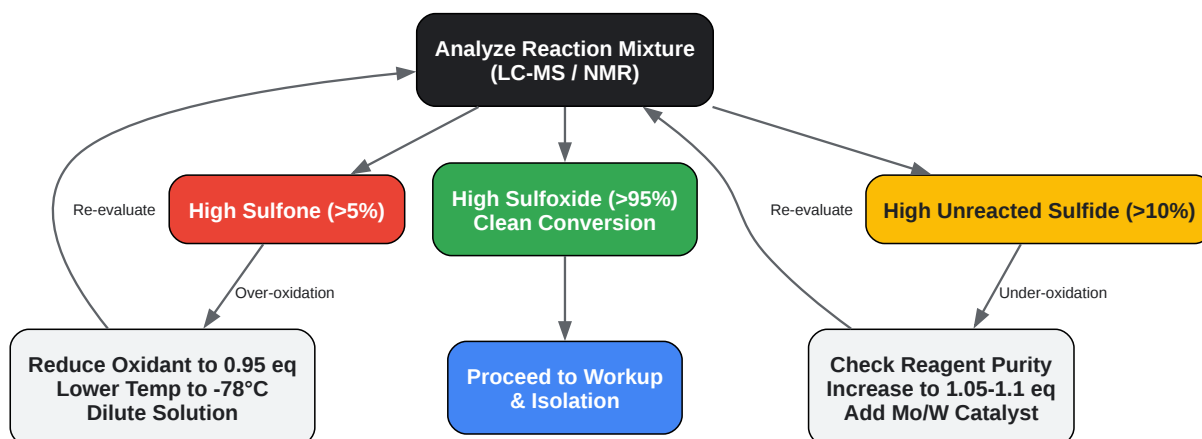 Analyze Reaction Mixture
(LC-MS / NMR)
Re-evaluate
High Sulfone (>5%)
High Sulfoxide (>95%)
Clean Conversion
Re-evaluate
High Unreacted Sulfide (>10%)
Over-oxidation
Under-oxidation
Reduce Oxidant to 0.95 eq
Lower Temp to -78°C
Dilute Solution
Proceed to Workup
& Isolation
Check Reagent Purity
Increase to 1.05-1.1 eq
Add Mo/W Catalyst